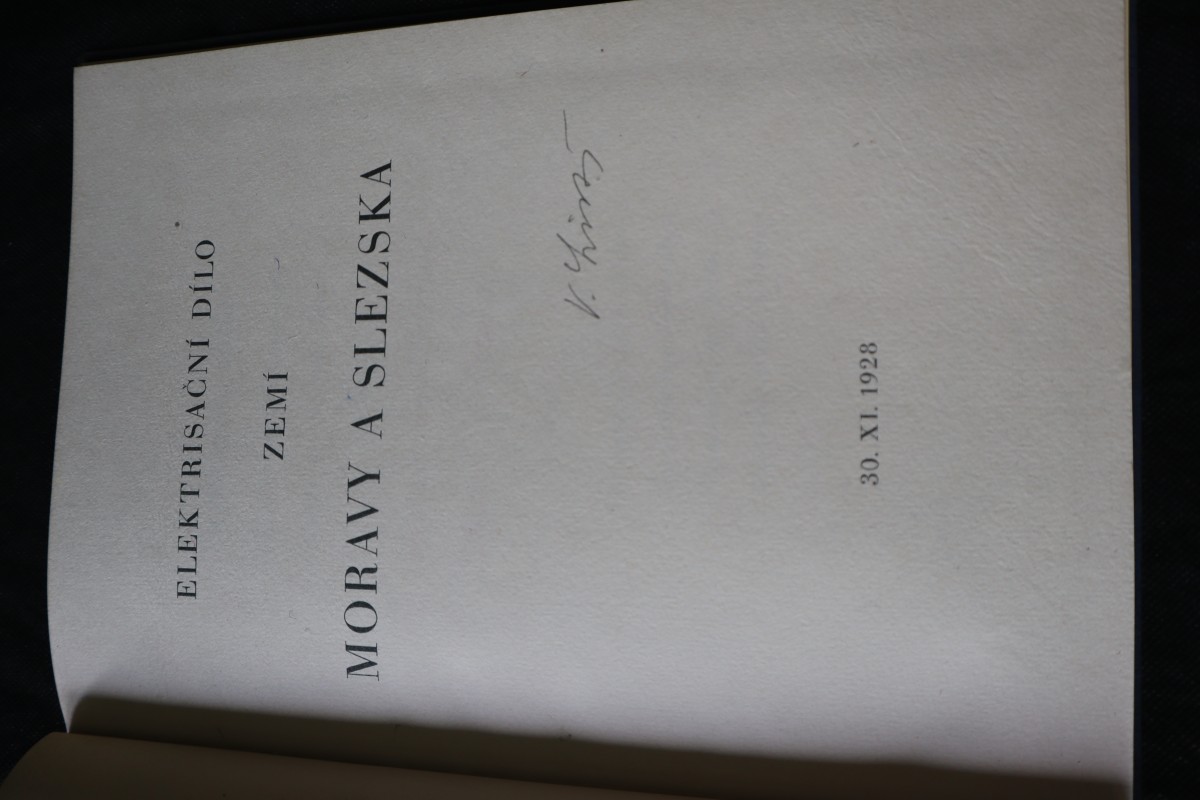 ELEKTRISAČNÍ DÍLO
ZEMÍ
MORAVY A SLEZSKA
30. XI. 1928